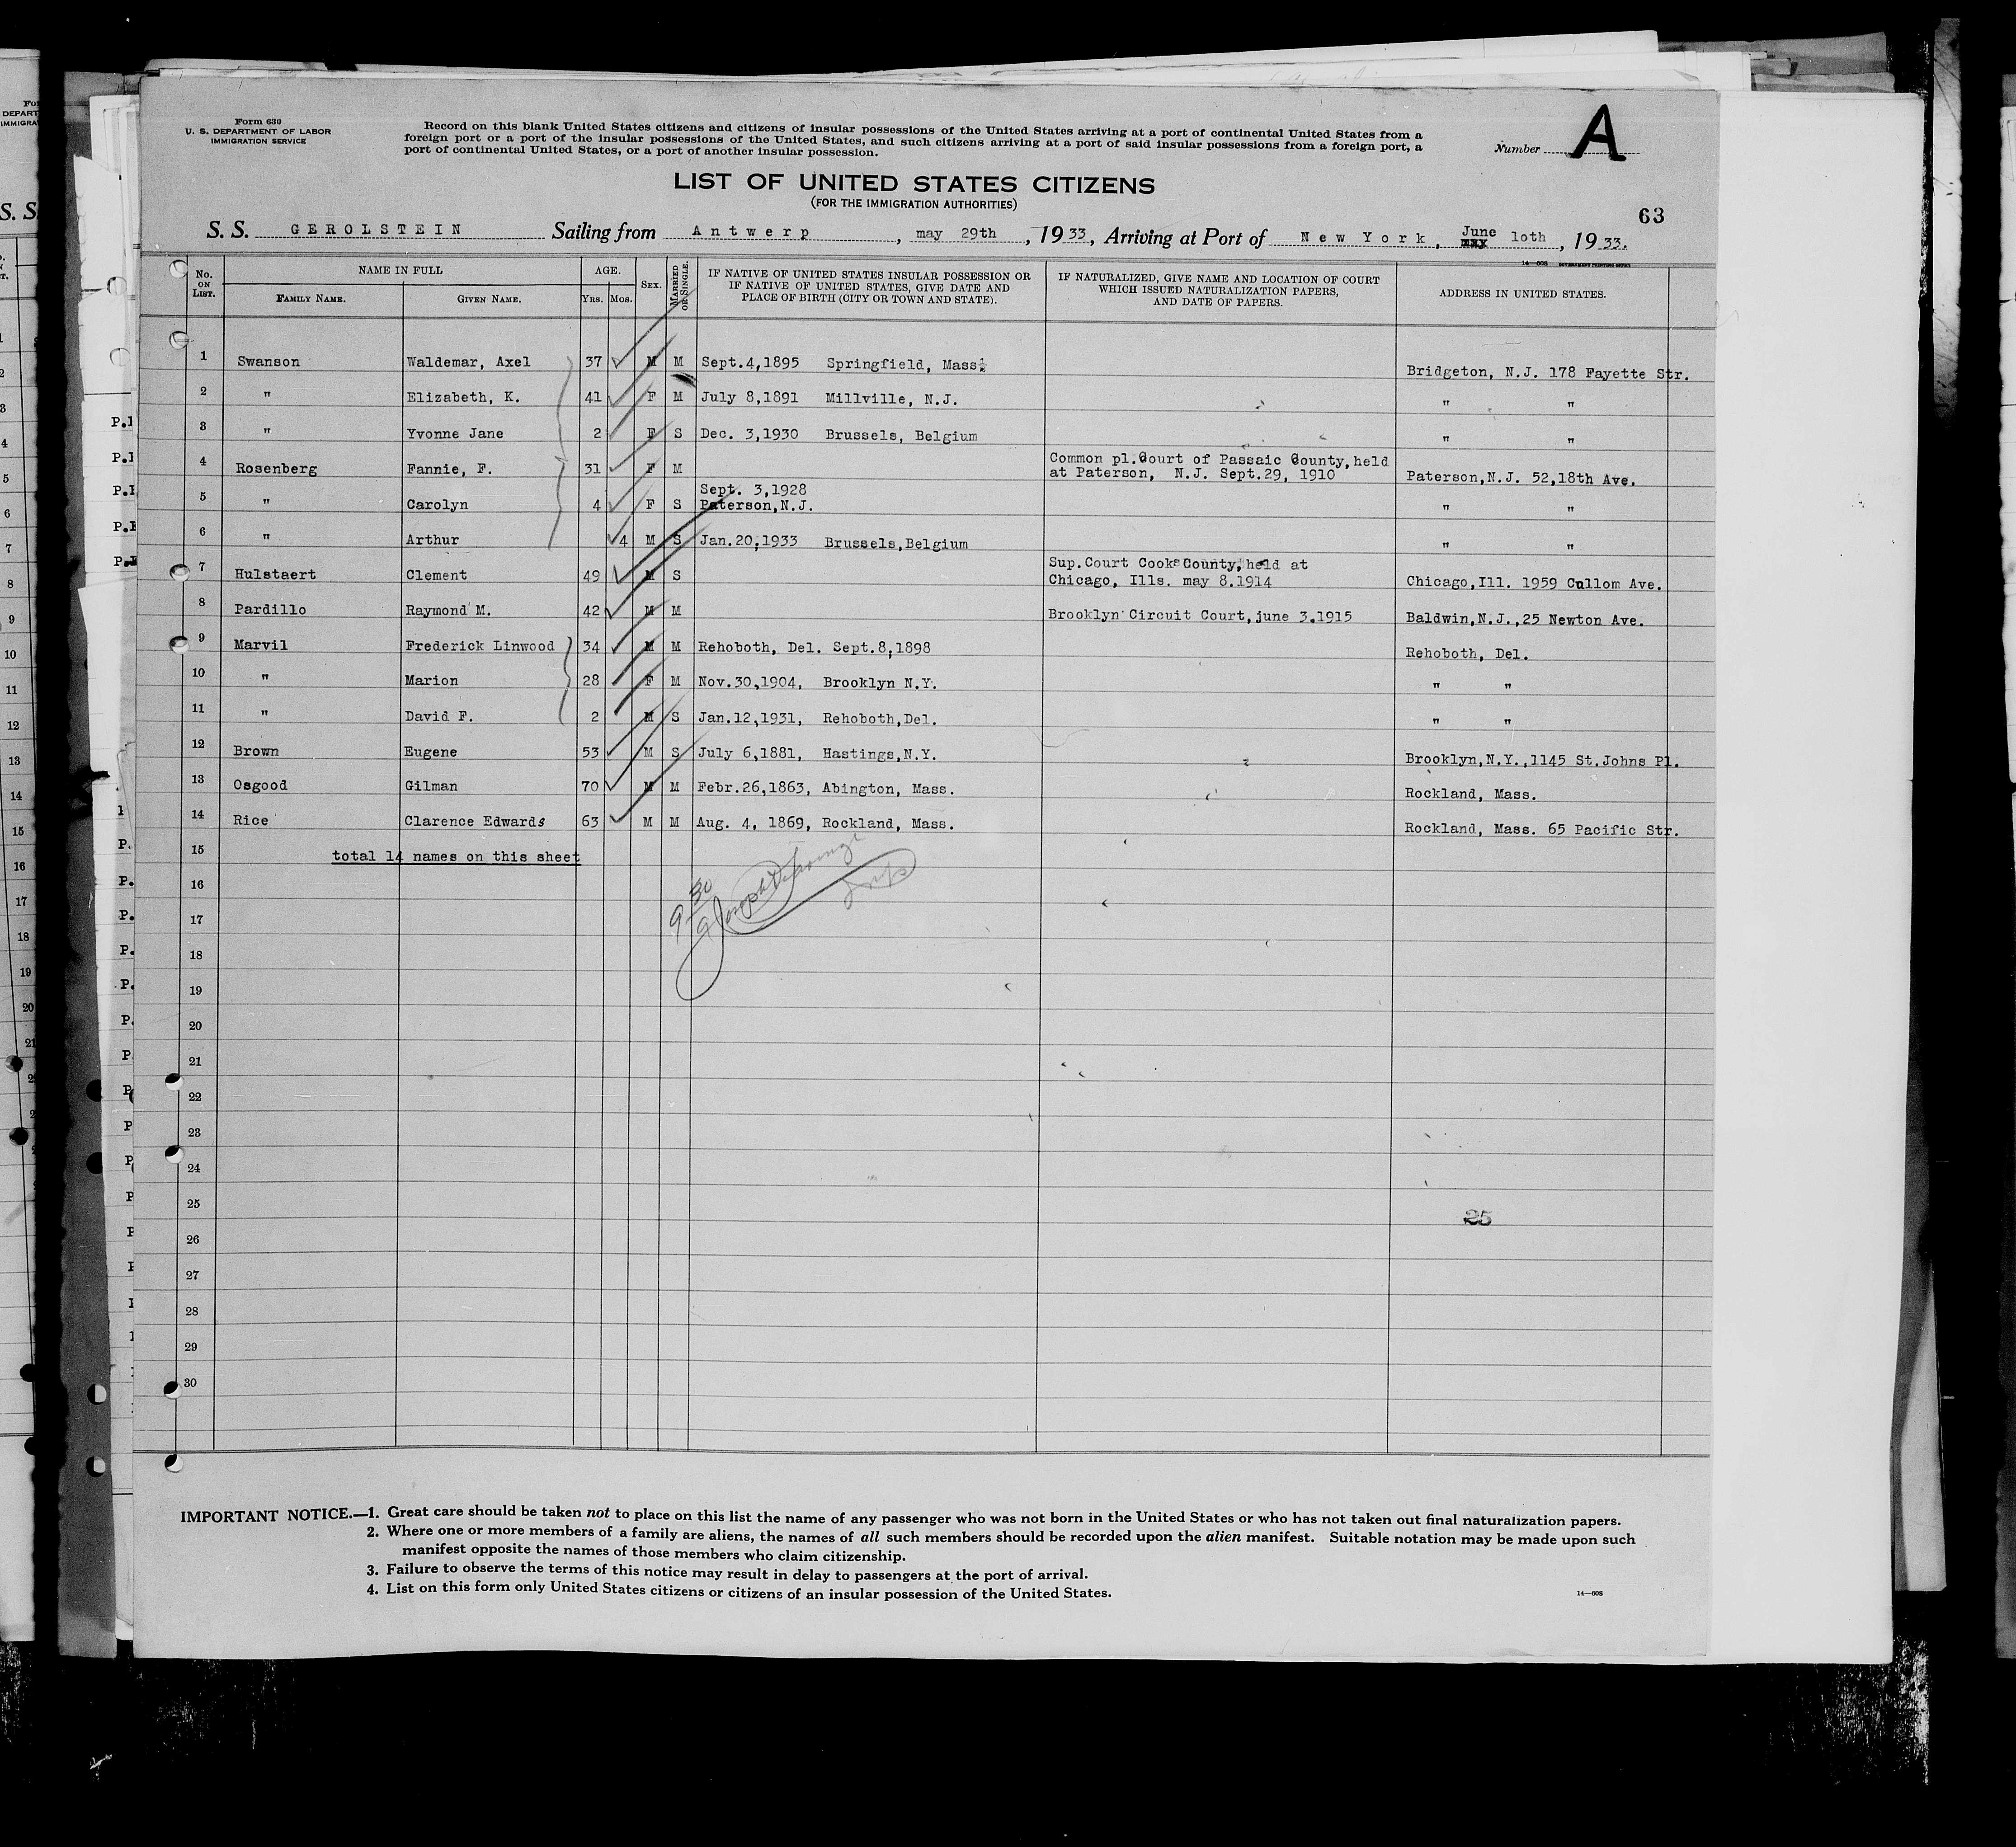 Form 630
U. S. DEPARTMENT OF LABOR
IMMIGRATION SERVICE
Record on this blank United States citizens and citizens of insular possessions of the United States arriving at a port of continental United States from a
foreign port or a port of the insular possessions of the United States, and such citizens arriving at a port of said insular possessions from a foreign port, a
port of continental United States, or a port of another insular possession.
Number A
LIST OF UNITED STATES CITIZENS
(FOR THE IMMIGRATION AUTHORITIES)
63
S. S. GEROLSTEIN Sailing from Antwerp, may 29th, 1933, Arriving at Port of New York, June 10th, 1933.
No. ON LIST. NAME IN FULL FAMILY NAME. GIVEN NAME. AGE. YRS. MOS. SEX. MARRIED OR SINGLE. IF NATIVE OF UNITED STATES INSULAR POSSESSION OR IF NATIVE OF UNITED STATES, GIVE DATE AND PLACE OF BIRTH (CITY OR TOWN AND STATE). IF NATURALIZED, GIVE NAME AND LOCATION OF COURT WHICH ISSUED NATURALIZATION PAPERS, AND DATE OF PAPERS. ADDRESS IN UNITED STATES.
1 Swanson Waldemar, Axel 37 M M Sept.4,1895 Springfield, Mass. Bridgeton, N.J. 178 Fayette Str.
2 " Elizabeth, K. 41 F M July 8,1891 Millville, N.J. " "
3 " Yvonne Jane 2 F S Dec. 3,1930 Brussels, Belgium " "
4 Rosenberg Fannie, F. 31 F M Common pl.Court of Passaic County,held at Paterson, N.J. Sept.29, 1910 Paterson,N.J. 52,18th Ave.
5 " Carolyn 4 F S Sept. 3,1928 Paterson,N.J. " "
6 " Arthur 4 M S Jan.20,1933 Brussels,Belgium " "
7 Hulstaert Clement 49 M S Sup.Court Cooks County,held at Chicago, Ills. may 8.1914 Chicago,Ill. 1959 Cullom Ave.
8 Pardillo Raymond M. 42 M M Brooklyn Circuit Court,june 3.1915 Baldwin,N.J.,25 Newton Ave.
9 Marvil Frederick Linwood 34 M M Rehoboth, Del. Sept.8,1898 Rehoboth, Del.
10 " Marion 28 F M Nov.30,1904, Brooklyn N.Y. " "
11 " David F. 2 M S Jan.12,1931, Rehoboth,Del. " "
12 Brown Eugene 53 M S July 6,1881, Hastings,N.Y. Brooklyn,N.Y.,1145 St.Johns Pl.
13 Osgood Gilman 70 M M Febr.26,1863, Abington, Mass. Rockland, Mass.
14 Rice Clarence Edwards 63 M M Aug. 4, 1869, Rockland, Mass. Rockland, Mass. 65 Pacific Str.
15 total 14 names on this sheet
16
17
18
19
20
21
22
23
24
25
25
26
27
28
29
30
IMPORTANT NOTICE.—1. Great care should be taken not to place on this list the name of any passenger who was not born in the United States or who has not taken out final naturalization papers.
2. Where one or more members of a family are aliens, the names of all such members should be recorded upon the alien manifest. Suitable notation may be made upon such
manifest opposite the names of those members who claim citizenship.
3. Failure to observe the terms of this notice may result in delay to passengers at the port of arrival.
4. List on this form only United States citizens or citizens of an insular possession of the United States.
14—608